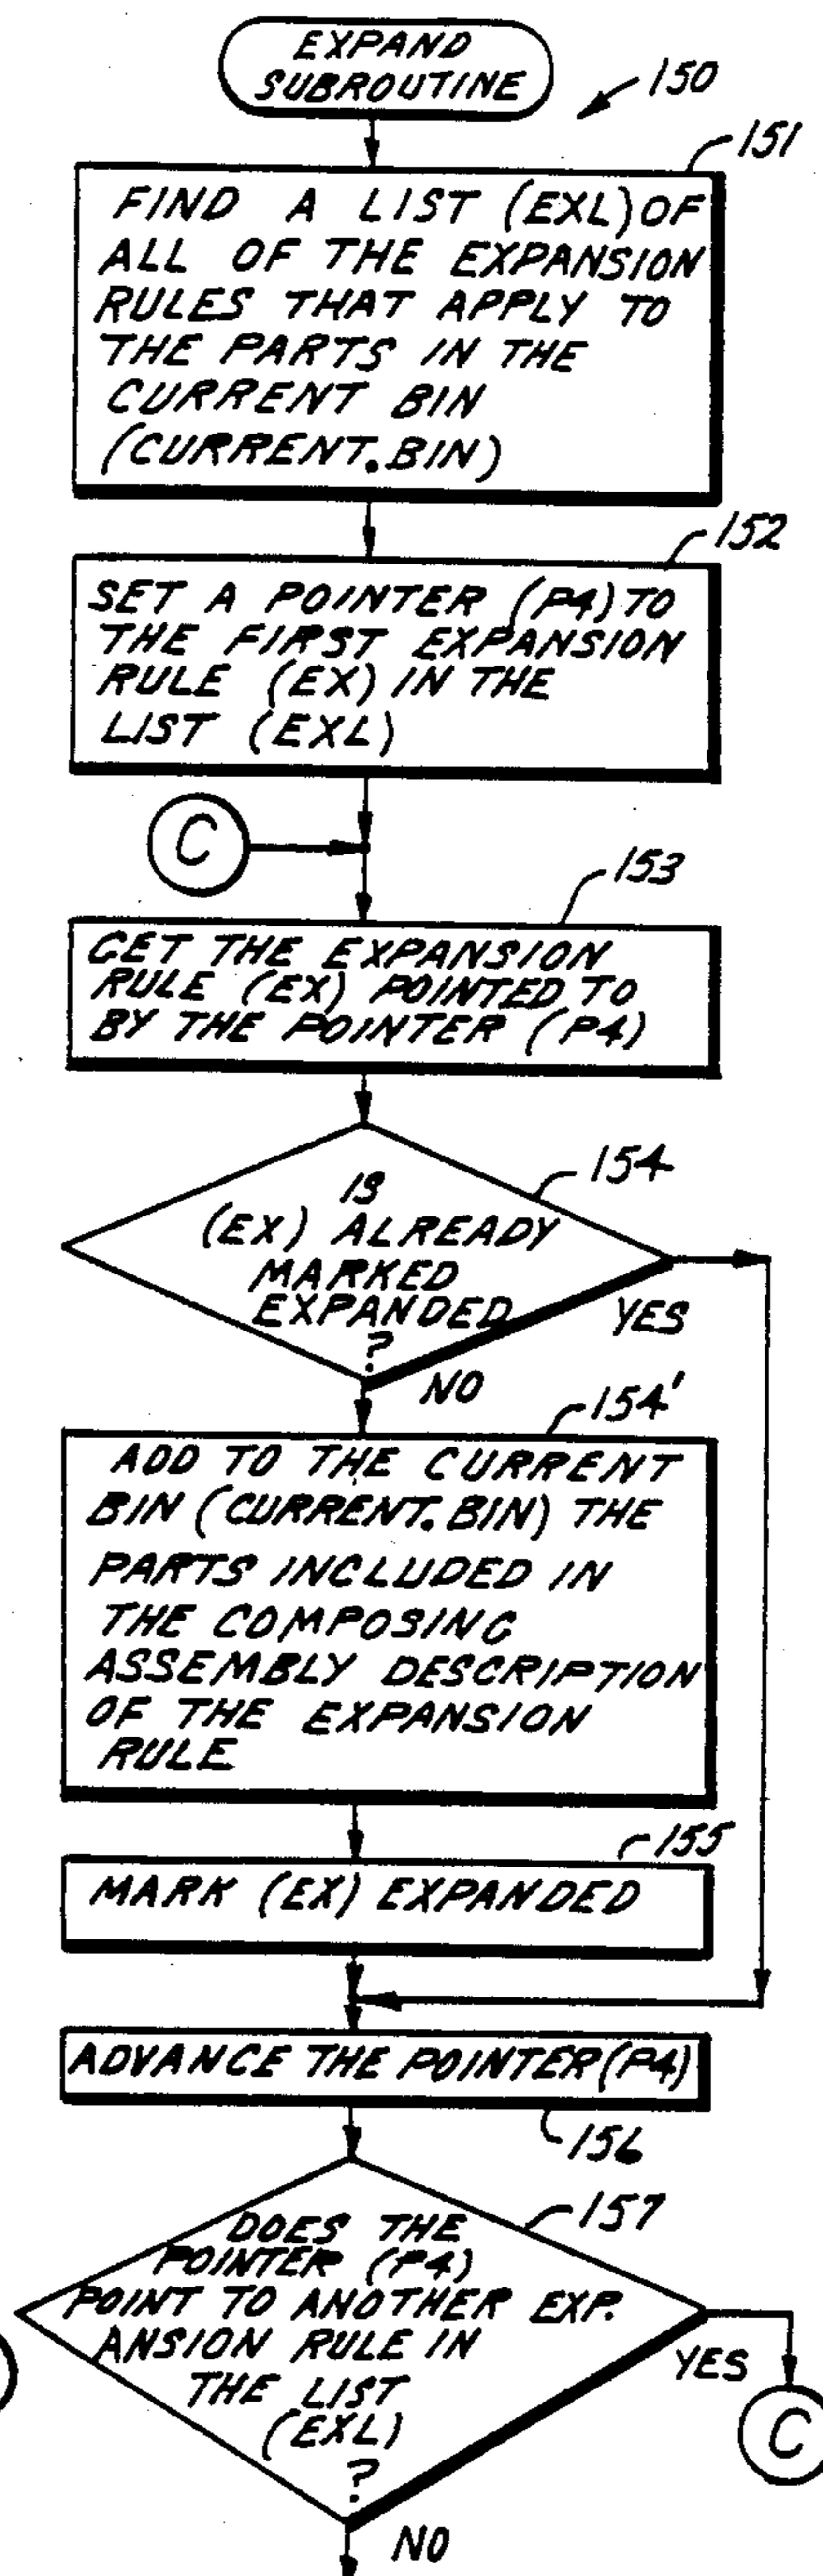 EXPAND
SUBROUTINE
150
151
FIND A LIST (EXL) OF
ALL OF THE EXPANSION
RULES THAT APPLY TO
THE PARTS IN THE
CURRENT BIN
(CURRENT.BIN)
152
SET A POINTER (P4) TO
THE FIRST EXPANSION
RULE (EX) IN THE
LIST (EXL)
C
153
GET THE EXPANSION
RULE (EX) POINTED TO
BY THE POINTER (P4)
154
IS
(EX) ALREADY
MARKED
EXPANDED
?
YES
NO
154'
ADD TO THE CURRENT
BIN (CURRENT.BIN) THE
PARTS INCLUDED IN
THE COMPOSING
ASSEMBLY DESCRIPTION
OF THE EXPANSION
RULE
155
MARK (EX) EXPANDED
ADVANCE THE POINTER (P4)
156
157
DOES THE
POINTER (P4)
POINT TO ANOTHER EXP.
ANSION RULE IN
THE LIST
(EXL)
?
YES
C
NO